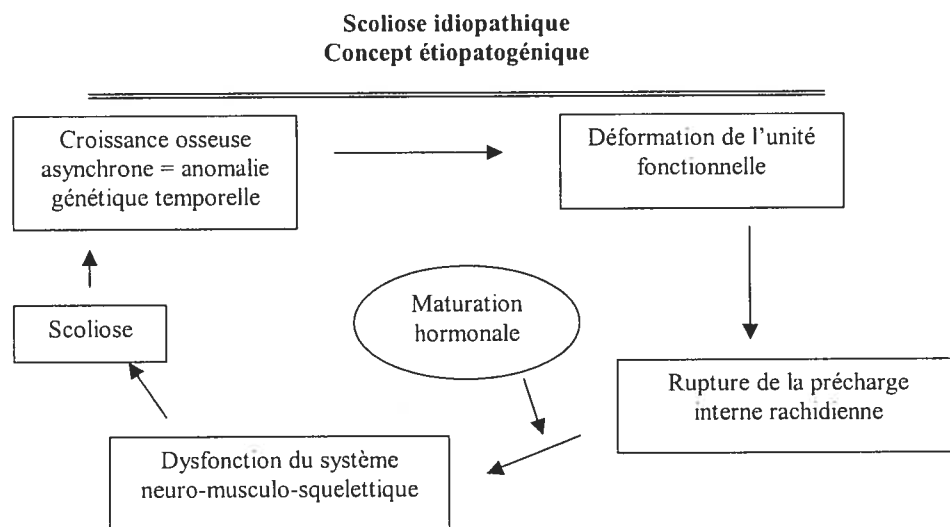 Scoliose idiopathique
Concept étiopatogénique
Croissance osseuse
asynchrone = anomalie
génétique temporelle
Déformation de l'unité
fonctionnelle
Maturation
hormonale
Scoliose
Rupture de la précharge
interne rachidienne
Dysfonction du système
neuro-musculo-squelettique